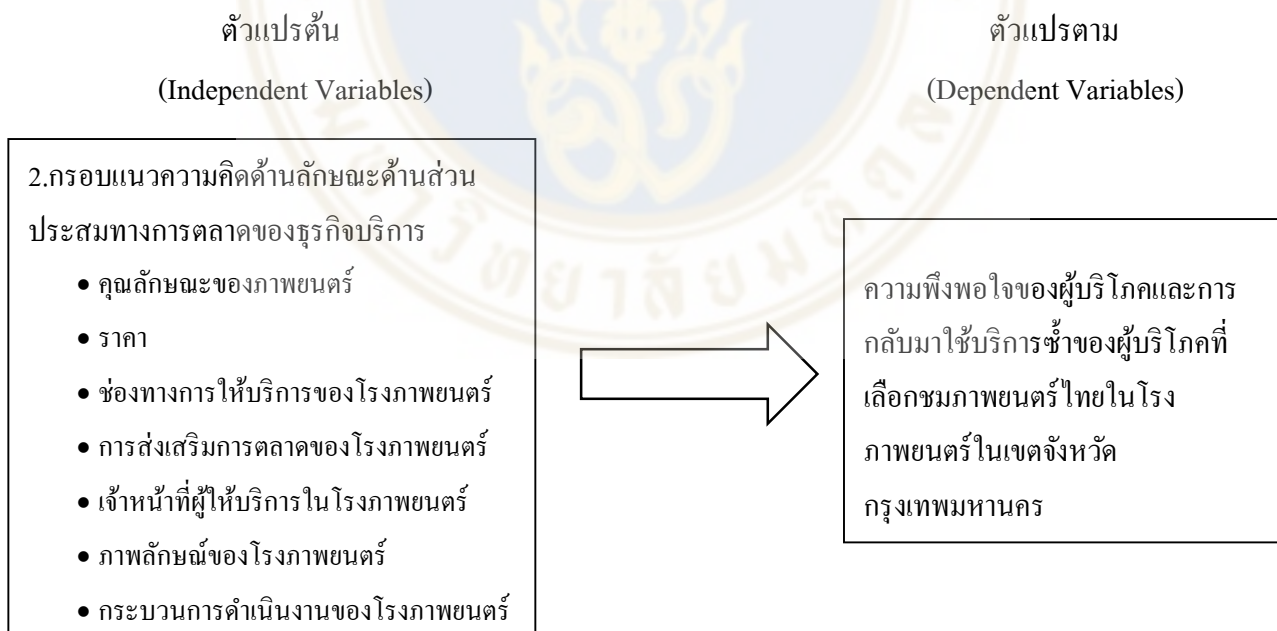 ตัวแปรต้น
(Independent Variables)
ตัวแปรตาม
(Dependent Variables)
2.กรอบแนวความคิดด้านลักษณะด้านส่วน
ประสมทางการตลาดของธุรกิจบริการ
• คุณลักษณะของภาพยนตร์
• ราคา
• ช่องทางการให้บริการของโรงภาพยนตร์
• การส่งเสริมการตลาดของโรงภาพยนตร์
• เจ้าหน้าที่ผู้ให้บริการในโรงภาพยนตร์
• ภาพลักษณ์ของโรงภาพยนตร์
• กระบวนการดำเนินงานของโรงภาพยนตร์
ความพึงพอใจของผู้บริโภคและการ
กลับมาใช้บริการซ้ำของผู้บริโภคที่
เลือกชมภาพยนตร์ไทยในโรง
ภาพยนตร์ในเขตจังหวัด
กรุงเทพมหานคร
มหาวิทยาลัยมหิดล